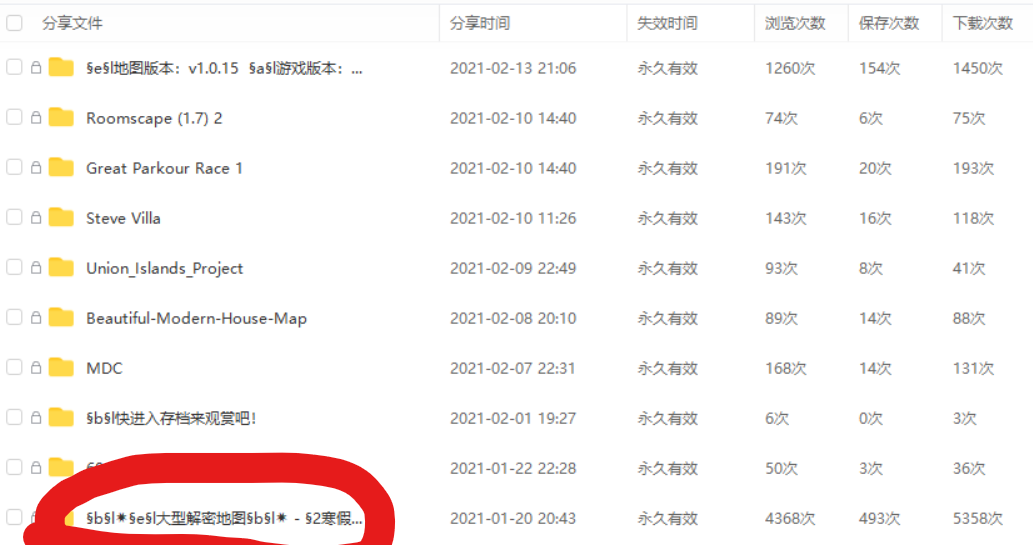 分享文件 分享时间 失效时间 浏览次数 保存次数 下载次数
§e§l地图版本：v1.0.15 §a§l游戏版本：... 2021-02-13 21:06 永久有效 1260次 154次 1450次
Roomscape (1.7) 2 2021-02-10 14:40 永久有效 74次 6次 75次
Great Parkour Race 1 2021-02-10 14:40 永久有效 191次 20次 193次
Steve Villa 2021-02-10 11:26 永久有效 143次 16次 118次
Union_Islands_Project 2021-02-09 22:49 永久有效 93次 8次 41次
Beautiful-Modern-House-Map 2021-02-08 20:10 永久有效 89次 14次 88次
MDC 2021-02-07 22:31 永久有效 168次 14次 131次
§b§l快进入存档来观赏吧！ 2021-02-01 19:27 永久有效 6次 0次 3次
2021-01-22 22:28 永久有效 50次 3次 36次
§b§l✷§e§l大型解密地图§b§l✷ - §2寒假... 2021-01-20 20:43 永久有效 4368次 493次 5358次